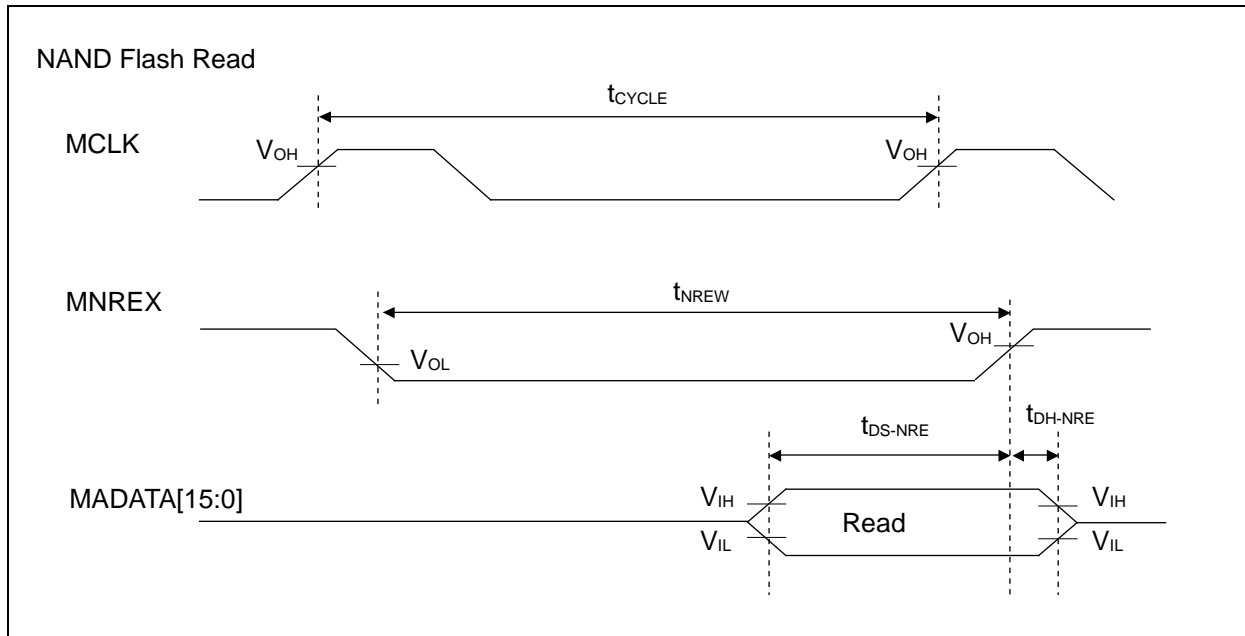 NAND Flash Read
tCYCLE
MCLK
VOH
VOH
tNREW
MNREX
VOH
VOL
tDS-NRE
tDH-NRE
MADATA[15:0]
VIH
VIH
Read
VIL
VIL